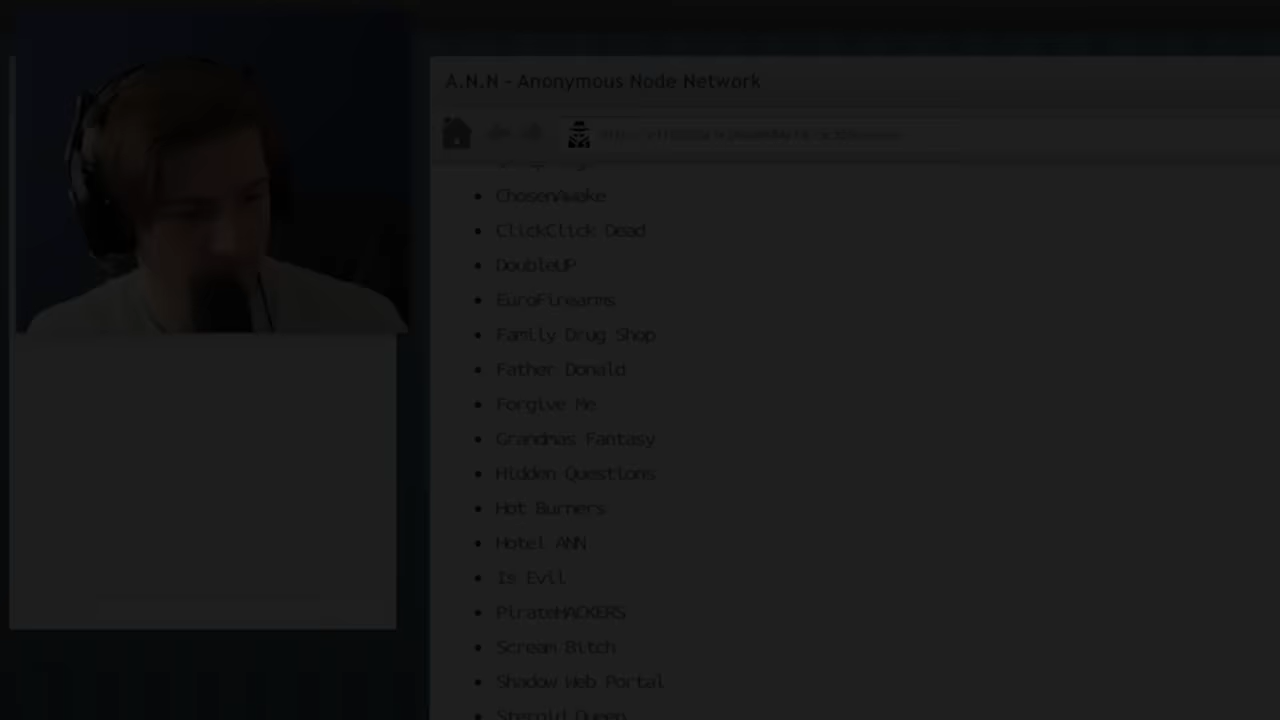 A.N.N - Anonymous Node Network
ChosenAwake
ClickClick Dead
DoubleUP
EuroFirearms
Family Drug Shop
Father Donald
Forgive Me
Grandmas Fantasy
Hidden Questions
Hot Burners
Hotel ANN
Is Evil
PirateHACKERS
Scream Bitch
Shadow Web Portal